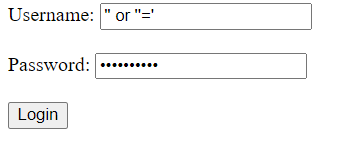 Username: '' or ''='
Password: ••••••••••
Login